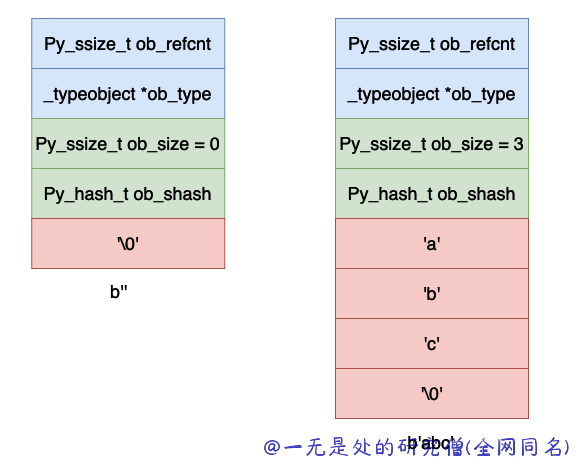 Py_ssize_t ob_refcnt
_typeobject *ob_type
Py_ssize_t ob_size = 0
Py_hash_t ob_shash
'\0'
b''
Py_ssize_t ob_refcnt
_typeobject *ob_type
Py_ssize_t ob_size = 3
Py_hash_t ob_shash
'a'
'b'
'c'
'\0'
b'abc'
@一无是处的研究僧(全网同名)